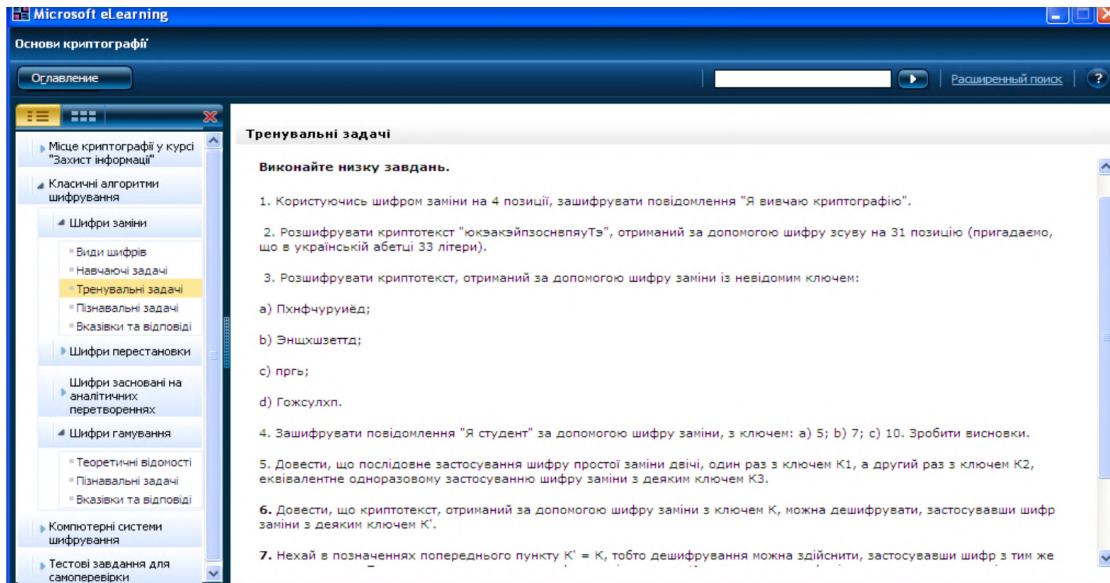 Microsoft eLearning
Основи криптографії
Оглавление
Расширенный поиск
?
Місце криптографії у курсі
"Захист інформації"
Класичні алгоритми
шифрування
Шифри заміни
Види шифрів
Навчаючі задачі
Тренувальні задачі
Пізнавальні задачі
Вказівки та відповіді
Шифри перестановки
Шифри засновані на
аналітичних
перетвореннях
Шифри гамування
Теоретичні відомості
Пізнавальні задачі
Вказівки та відповіді
Компютерні системи
шифрування
Тестові завдання для
самоперевірки
Тренувальні задачі
Виконайте низку завдань.
1. Користуючись шифром заміни на 4 позиції, зашифрувати повідомлення "Я вивчаю криптографію".
2. Розшифрувати криптотекст "юкэакэйпзоснвпяуТэ", отриманий за допомогою шифру зсуву на 31 позицію (пригадаємо,
що в українській абетці 33 літери).
3. Розшифрувати криптотекст, отриманий за допомогою шифру заміни із невідомим ключем:
a) Пхнфчуруиёд;
b) Энщхшзеттд;
c) пргь;
d) Гожсулхп.
4. Зашифрувати повідомлення "Я студент" за допомогою шифру заміни, з ключем: a) 5; b) 7; c) 10. Зробити висновки.
5. Довести, що послідовне застосування шифру простої заміни двічі, один раз з ключем К1, а другий раз з ключем К2,
еквівалентне одноразовому застосуванню шифру заміни з деяким ключем К3.
6. Довести, що криптотекст, отриманий за допомогою шифру заміни з ключем К, можна дешифрувати, застосувавши шифр
заміни з деяким ключем К'.
7. Нехай в позначеннях попереднього пункту К' = К, тобто дешифрування можна здійснити, застосувавши шифр з тим же